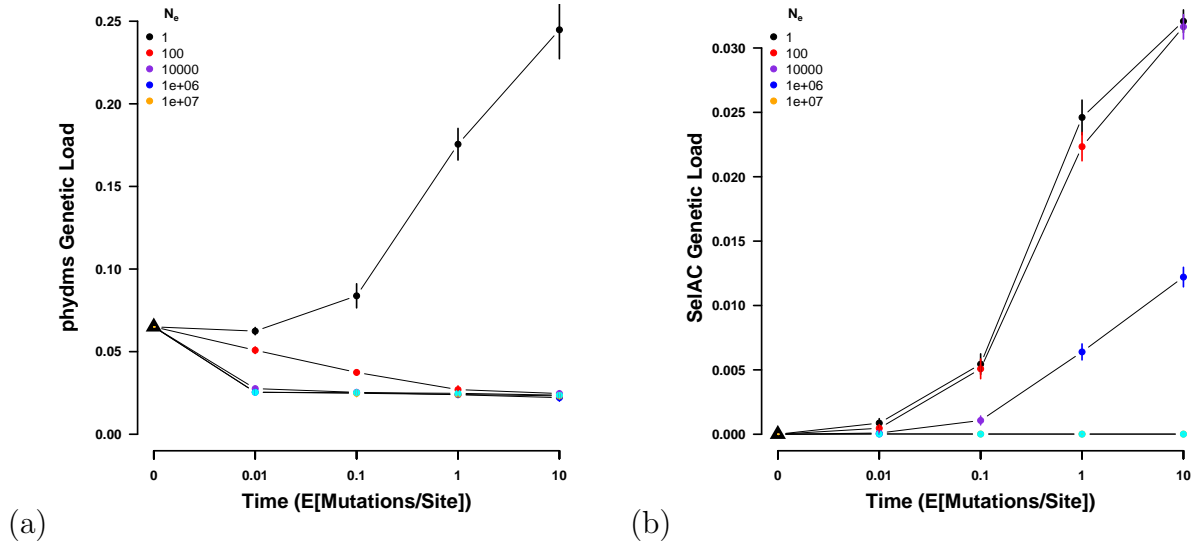 N_e
1
100
10000
1e+06
1e+07
phydms Genetic Load
0.25
0.20
0.15
0.10
0.05
0.00
0 0.01 0.1 1 10
Time (E[Mutations/Site])
(a)
N_e
1
100
10000
1e+06
1e+07
SelAC Genetic Load
0.030
0.025
0.020
0.015
0.010
0.005
0.000
0 0.01 0.1 1 10
Time (E[Mutations/Site])
(b)